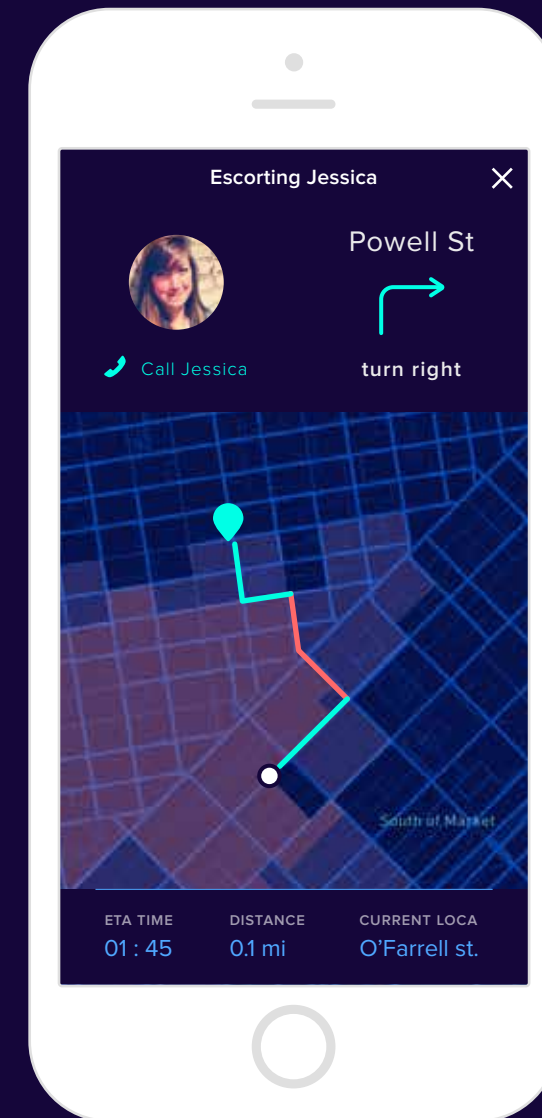 Escorting Jessica
Powell St
Call Jessica
turn right
South of Market
ETA TIME
DISTANCE
CURRENT LOCA
01 : 45
0.1 mi
O'Farrell st.